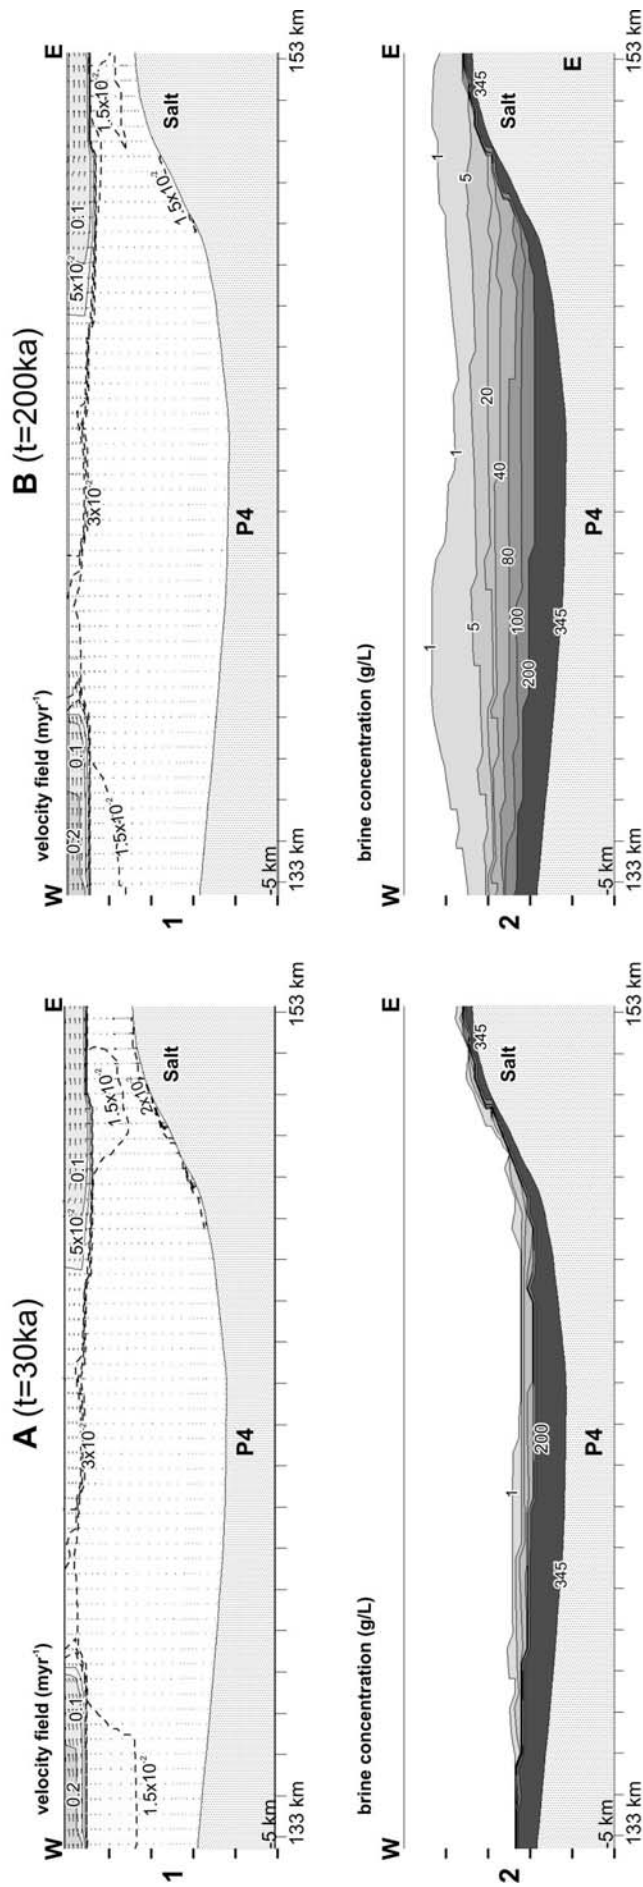 A (t=30ka)
W
velocity field (myr⁻¹)
E
0.2
0.1
3x10⁻²
5x10⁻²
0.1
1.5x10⁻²
1.5x10⁻²
2x10⁻²
1
P4
Salt
-5 km
133 km
153 km
W
brine concentration (g/L)
E
1
200
345
345
2
P4
Salt
-5 km
133 km
153 km
B (t=200ka)
W
velocity field (myr⁻¹)
E
0.2
0.1
3x10⁻²
5x10⁻²
0.1
1.5x10⁻²
1.5x10⁻²
1.5x10⁻²
1
P4
Salt
-5 km
133 km
153 km
W
brine concentration (g/L)
E
1
1
1
5
5
20
40
80
100
200
345
345
2
P4
Salt
E
-5 km
133 km
153 km